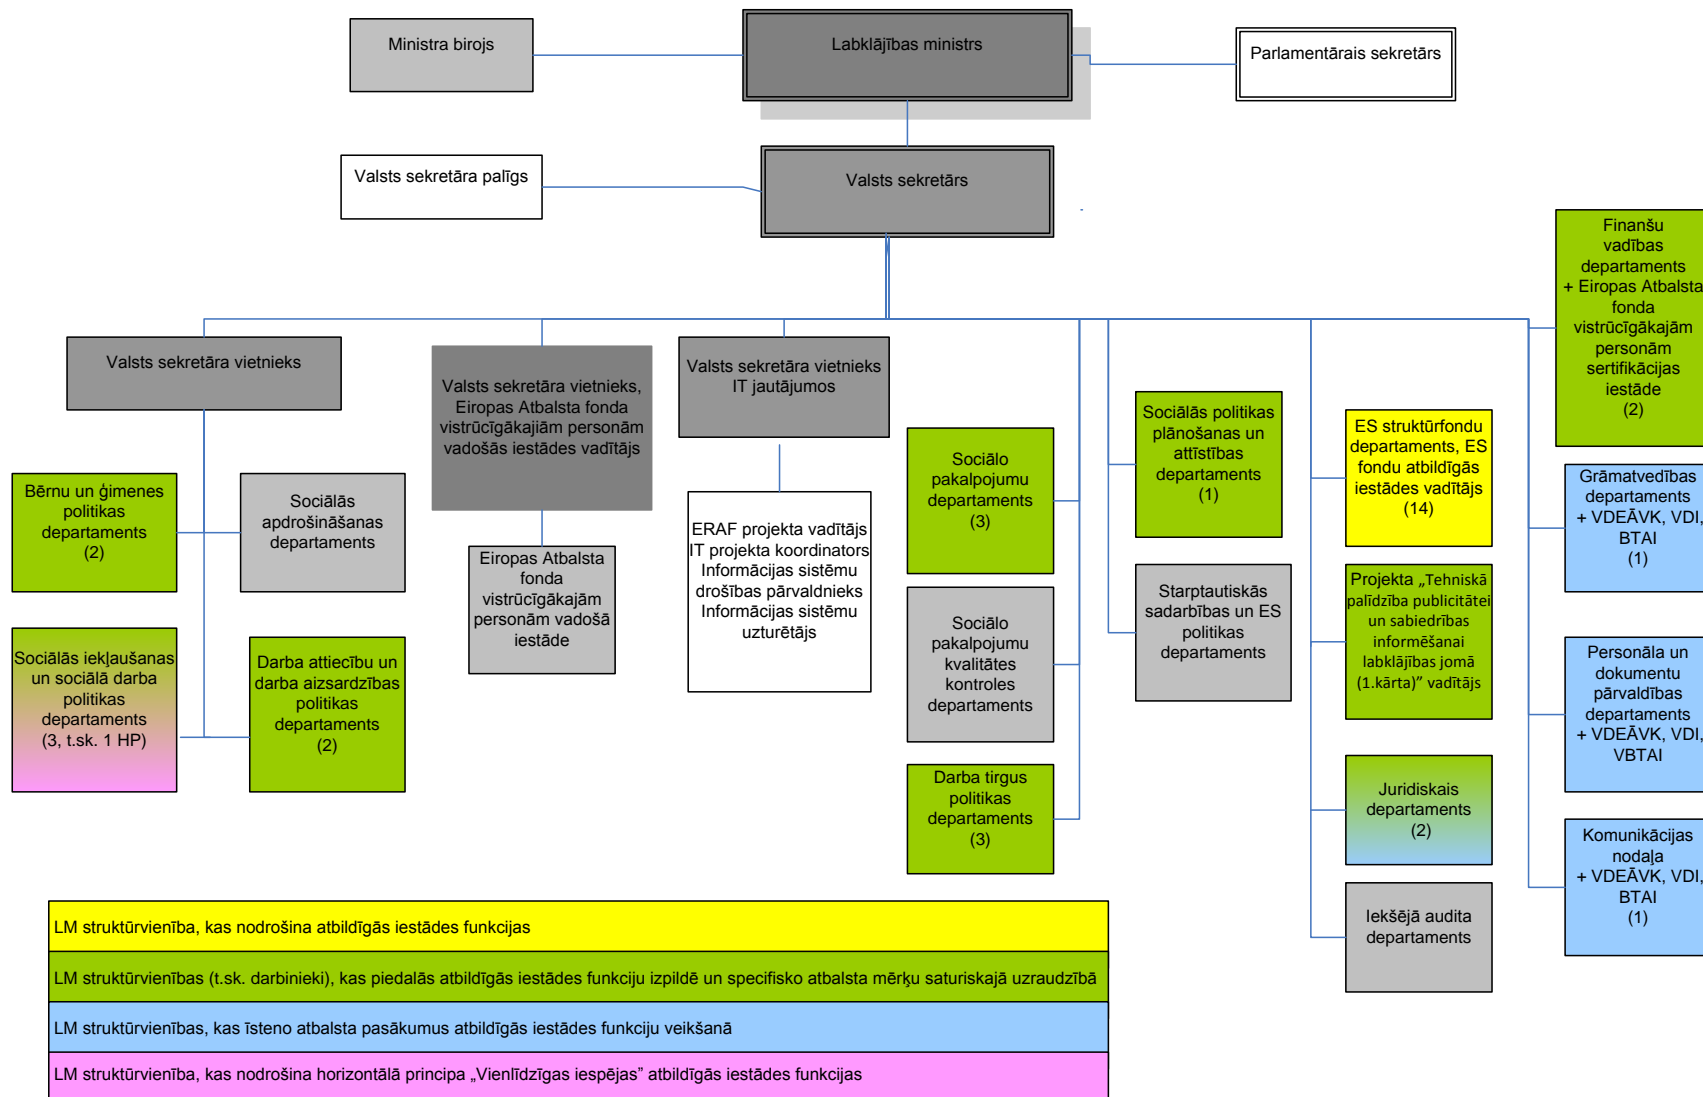 Ministra birojs
Labklājības ministrs
Parlamentārais sekretārs
Valsts sekretāra palīgs
Valsts sekretārs
-
Finanšu
vadības
departaments
+ Eiropas Atbalsta
fonda
vistrūcīgākajām
personām
sertifikācijas
iestāde
(2)
Valsts sekretāra vietnieks
Valsts sekretāra vietnieks,
Eiropas Atbalsta fonda
vistrūcīgākajiām personām
vadošās iestādes vadītājs
Valsts sekretāra vietnieks
IT jautājumos
Bērnu un ģimenes
politikas
departaments
(2)
Sociālās
apdrošināšanas
departaments
Sociālās iekļaušanas
un sociālā darba
politikas
departaments
(3, t.sk. 1 HP)
Darba attiecību un
darba aizsardzības
politikas
departaments
(2)
Eiropas Atbalsta
fonda
vistrūcīgākajām
personām vadošā
iestāde
ERAF projekta vadītājs
IT projekta koordinators
Informācijas sistēmu
drošības pārvaldnieks
Informācijas sistēmu
uzturētājs
Sociālo
pakalpojumu
departaments
(3)
Sociālo
pakalpojumu
kvalitātes
kontroles
departaments
Darba tirgus
politikas
departaments
(3)
Sociālās politikas
plānošanas un
attīstības
departaments
(1)
Starptautiskās
sadarbības un ES
politikas
departaments
ES struktūrfondu
departaments, ES
fondu atbildīgās
iestādes vadītājs
(14)
Projekta „Tehniskā
palīdzība publicitātei
un sabiedrības
informēšanai
labklājības jomā
(1.kārta)” vadītājs
Juridiskais
departaments
(2)
Iekšējā audita
departaments
Grāmatvedības
departaments
+ VDEĀVK, VDI,
BTAI
(1)
Personāla un
dokumentu
pārvaldības
departaments
+ VDEĀVK, VDI,
VBTAI
Komunikācijas
nodaļa
+ VDEĀVK, VDI,
BTAI
(1)
LM struktūrvienība, kas nodrošina atbildīgās iestādes funkcijas
LM struktūrvienības (t.sk. darbinieki), kas piedalās atbildīgās iestādes funkciju izpildē un specifisko atbalsta mērķu saturiskajā uzraudzībā
LM struktūrvienības, kas īsteno atbalsta pasākumus atbildīgās iestādes funkciju veikšanā
LM struktūrvienība, kas nodrošina horizontālā principa „Vienlīdzīgas iespējas” atbildīgās iestādes funkcijas